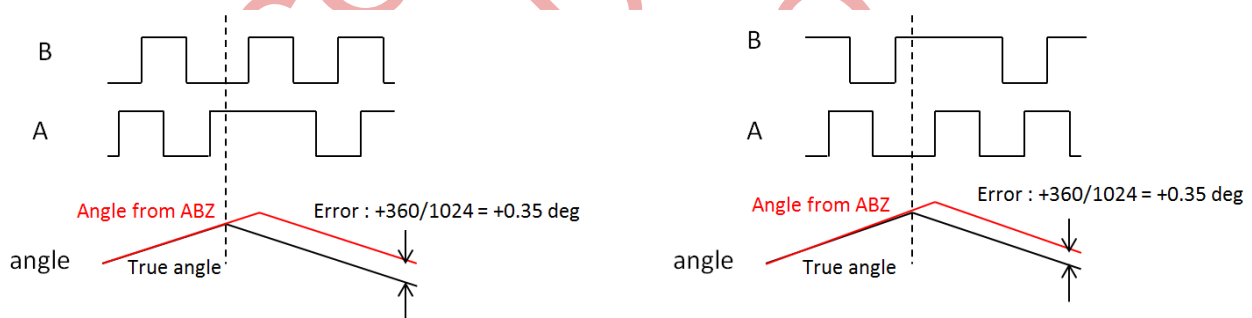 B
A
Angle from ABZ
Error : +360/1024 = +0.35 deg
angle
True angle
B
A
Angle from ABZ
Error : +360/1024 = +0.35 deg
angle
True angle